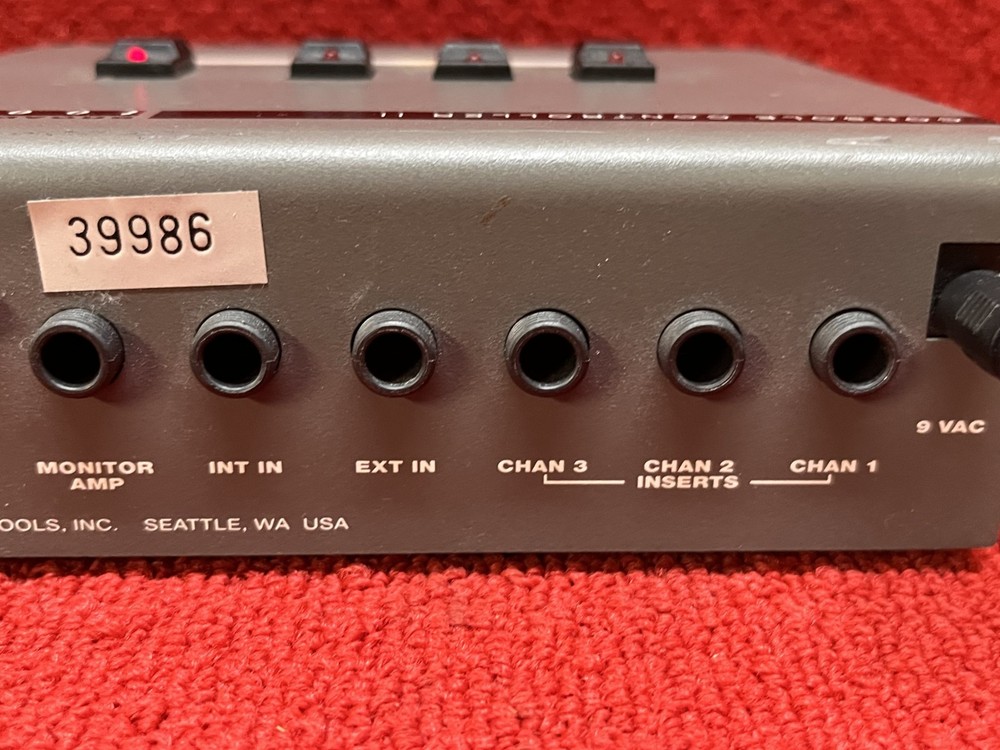 39986
MONITOR AMP
INT IN
EXT IN
CHAN 3
CHAN 2
CHAN 1
INSERTS
9 VAC
OOLS, INC. SEATTLE, WA USA